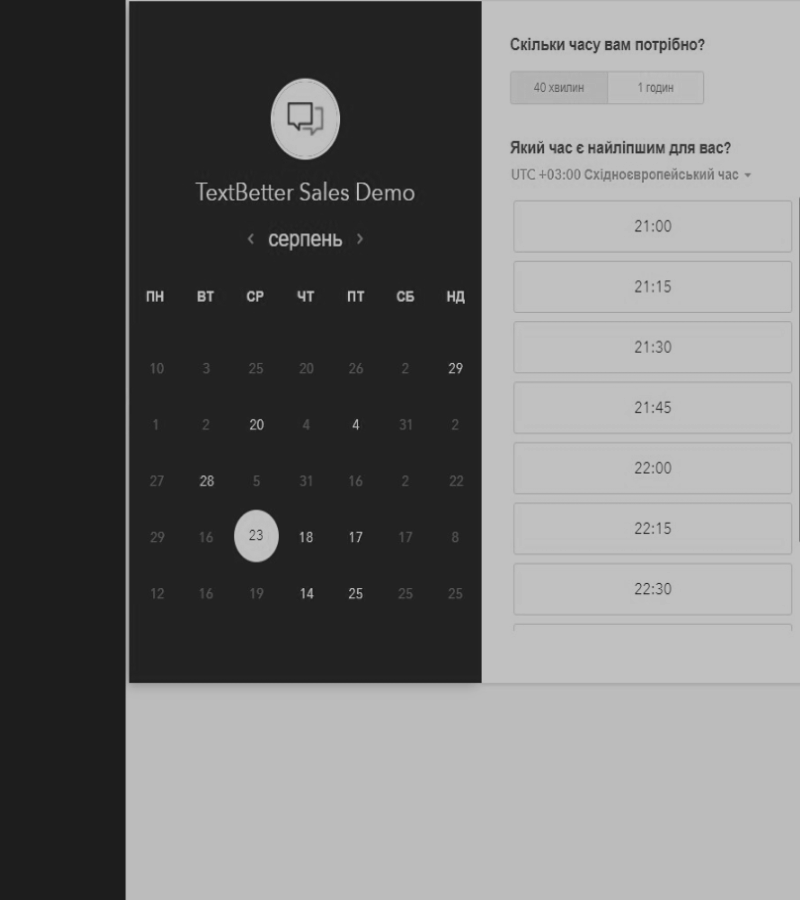 TextBetter Sales Demo
‹ серпень ›
ПН ВТ СР ЧТ ПТ СБ НД
10 3 25 20 26 2 29
1 2 20 4 4 31 2
27 28 5 31 16 2 22
29 16 23 18 17 17 8
12 16 19 14 25 25 25
Скільки часу вам потрібно?
40 хвилин 1 годин
Який час є найліпшим для вас?
UTC +03:00 Східноєвропейський час
21:00
21:15
21:30
21:45
22:00
22:15
22:30